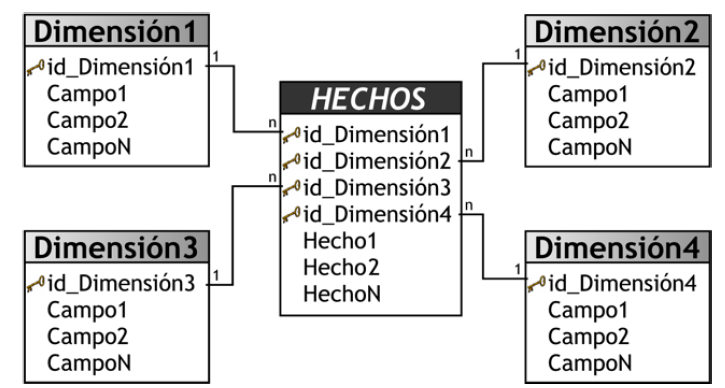 Dimensión1
id_Dimensión1
Campo1
Campo2
CampoN
1
Dimensión2
id_Dimensión2
Campo1
Campo2
CampoN
1
HECHOS
id_Dimensión1
id_Dimensión2
id_Dimensión3
id_Dimensión4
Hecho1
Hecho2
HechoN
n
n
n
n
Dimensión3
id_Dimensión3
Campo1
Campo2
CampoN
1
Dimensión4
id_Dimensión4
Campo1
Campo2
CampoN
1